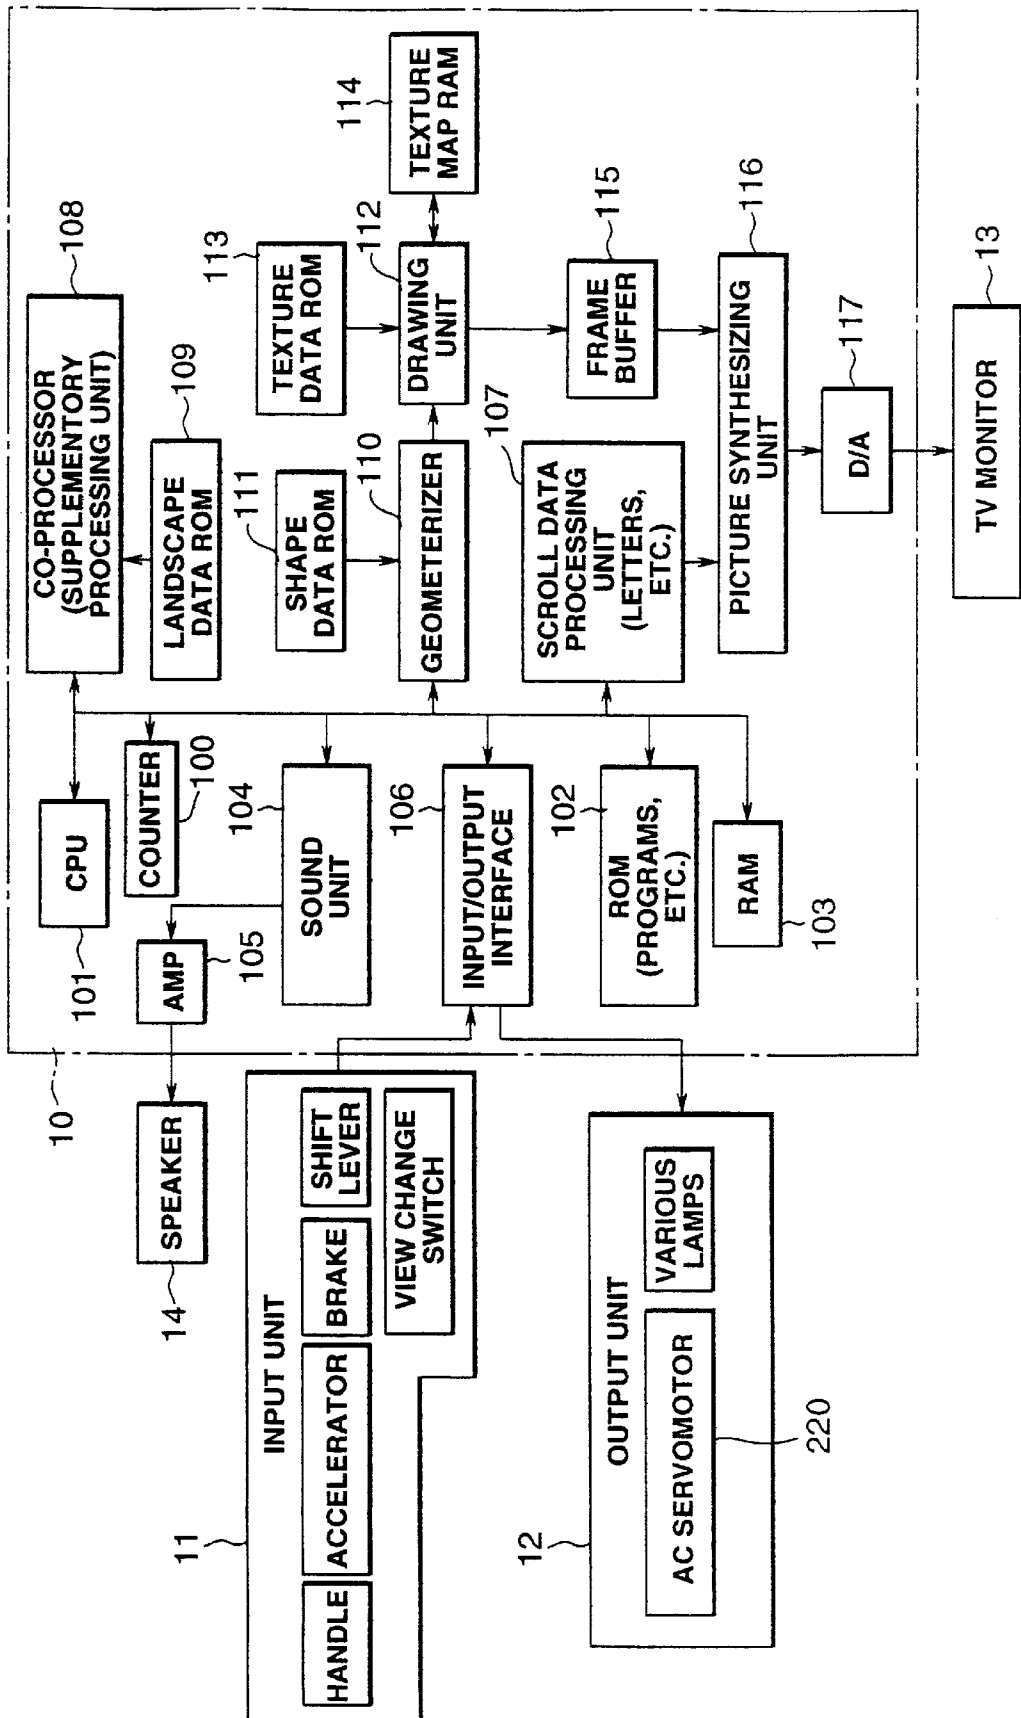 10
CPU
101
COUNTER
100
CO-PROCESSOR
(SUPPLEMENTORY
PROCESSING UNIT)
108
LANDSCAPE
DATA ROM
109
SPEAKER
14
AMP
105
SOUND
UNIT
104
SHAPE
DATA ROM
111
TEXTURE
DATA ROM
113
INPUT UNIT
11
HANDLE
ACCELERATOR
BRAKE
SHIFT
LEVER
VIEW CHANGE
SWITCH
INPUT/OUTPUT
INTERFACE
106
GEOMETERIZER
110
DRAWING
UNIT
112
TEXTURE
MAP RAM
114
OUTPUT UNIT
12
AC SERVOMOTOR
220
VARIOUS
LAMPS
ROM
(PROGRAMS,
ETC.)
102
SCROLL DATA
PROCESSING
UNIT
(LETTERS,
ETC.)
107
FRAME
BUFFER
115
RAM
103
PICTURE SYNTHESIZING
UNIT
116
D/A
117
TV MONITOR
13